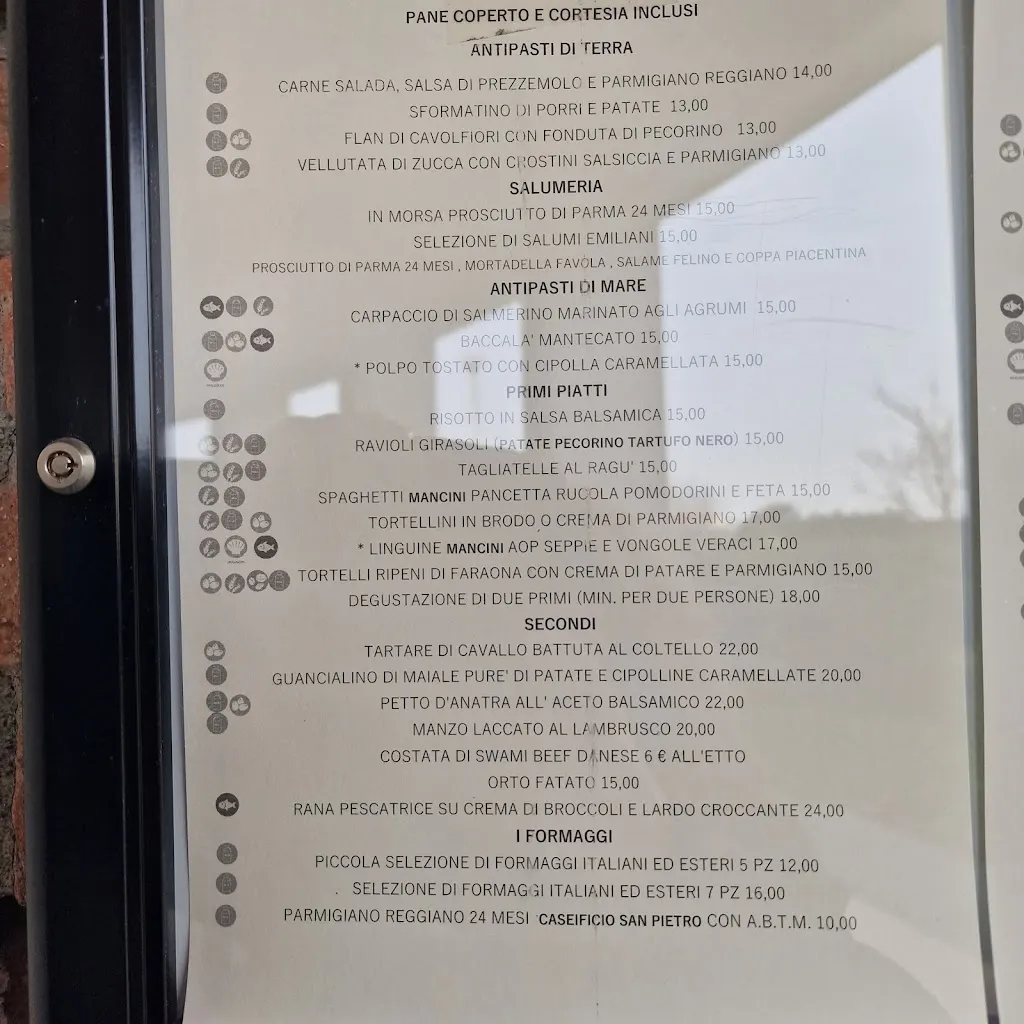 PANE COPERTO E CORTESIA INCLUSI
ANTIPASTI DI TERRA
CARNE SALADA, SALSA DI PREZZEMOLO E PARMIGIANO REGGIANO 14,00
SFORMATINO DI PORRI E PATATE 13,00
FLAN DI CAVOLFIORI CON FONDUTA DI PECORINO 13,00
VELLUTATA DI ZUCCA CON CROSTINI SALSICCIA E PARMIGIANO 13,00
SALUMERIA
IN MORSA PROSCIUTTO DI PARMA 24 MESI 15,00
SELEZIONE DI SALUMI EMILIANI 15,00
PROSCIUTTO DI PARMA 24 MESI , MORTADELLA FAVOLA , SALAME FELINO E COPPA PIACENTINA
ANTIPASTI DI MARE
CARPACCIO DI SALMERINO MARINATO AGLI AGRUMI 15,00
BACCALA' MANTECATO 15,00
* POLPO TOSTATO CON CIPOLLA CARAMELLATA 15,00
PRIMI PIATTI
RISOTTO IN SALSA BALSAMICA 15,00
RAVIOLI GIRASOLI (PATATE PECORINO TARTUFO NERO) 15,00
TAGLIATELLE AL RAGU' 15,00
SPAGHETTI MANCINI PANCETTA RUCOLA POMODORINI E FETA 15,00
TORTELLINI IN BRODO O CREMA DI PARMIGIANO 17,00
* LINGUINE MANCINI AOP SEPPIE E VONGOLE VERACI 17,00
TORTELLI RIPENI DI FARAONA CON CREMA DI PATARE E PARMIGIANO 15,00
DEGUSTAZIONE DI DUE PRIMI (MIN. PER DUE PERSONE) 18,00
SECONDI
TARTARE DI CAVALLO BATTUTA AL COLTELLO 22,00
GUANCIALINO DI MAIALE PURE' DI PATATE E CIPOLLINE CARAMELLATE 20,00
PETTO D'ANATRA ALL' ACETO BALSAMICO 22,00
MANZO LACCATO AL LAMBRUSCO 20,00
COSTATA DI SWAMI BEEF DANESE 6 € ALL'ETTO
ORTO FATATO 15,00
RANA PESCATRICE SU CREMA DI BROCCOLI E LARDO CROCCANTE 24,00
I FORMAGGI
PICCOLA SELEZIONE DI FORMAGGI ITALIANI ED ESTERI 5 PZ 12,00
. SELEZIONE DI FORMAGGI ITALIANI ED ESTERI 7 PZ 16,00
PARMIGIANO REGGIANO 24 MESI CASEIFICIO SAN PIETRO CON A.B.T.M. 10,00